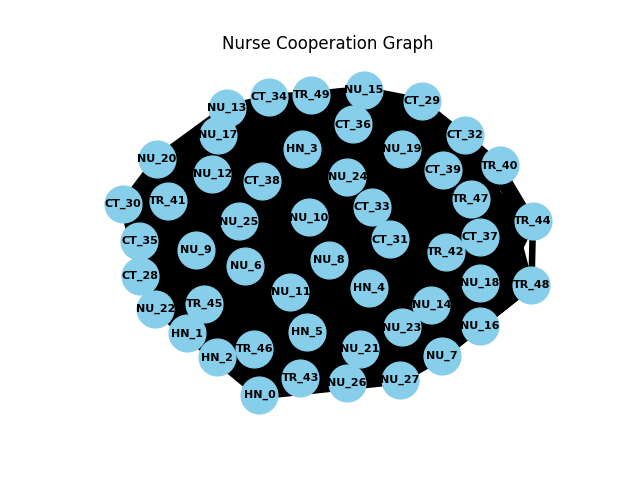 Nurse Cooperation Graph
NU_15
TR_49
CT_34
CT_29
NU_13
CT_36
NU_17
CT_32
HN_3
NU_19
NU_20
TR_40
CT_39
NU_12
NU_24
CT_38
TR_47
TR_41
CT_30
CT_33
NU_10
NU_25
TR_44
CT_37
CT_31
CT_35
NU_9
TR_42
NU_8
NU_6
CT_28
NU_18
TR_48
HN_4
NU_11
TR_45
NU_14
NU_22
NU_16
NU_23
HN_5
HN_1
TR_46
NU_21
NU_7
HN_2
TR_43
NU_27
NU_26
HN_0